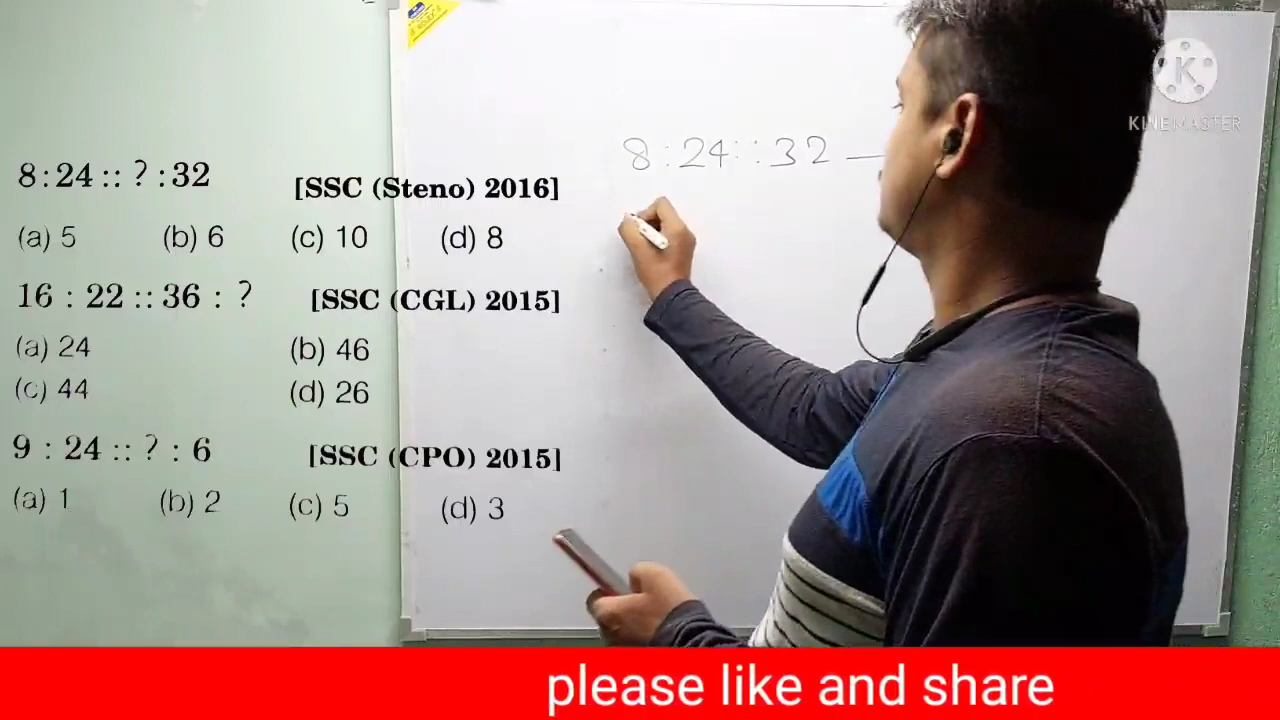 8 : 24 :: ? : 32 [SSC (Steno) 2016]
(a) 5 (b) 6 (c) 10 (d) 8
16 : 22 :: 36 : ? [SSC (CGL) 2015]
(a) 24 (b) 46
(c) 44 (d) 26
9 : 24 :: ? : 6 [SSC (CPO) 2015]
(a) 1 (b) 2 (c) 5 (d) 3
8 : 24 :: 32 —
K
KINEMASTER
please like and share